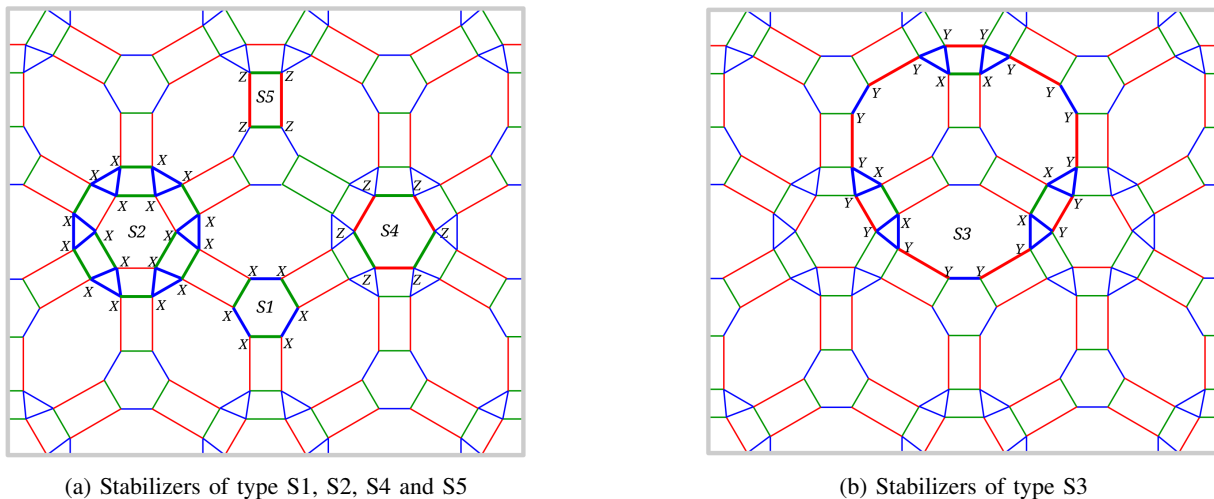 Z Z
S5
Z Z
X X
X X
X X
X X
X S2 X
X X
X X
X X
X X
Z Z
Z S4 Z
Z Z
X X
X S1 X
X X
(a) Stabilizers of type S1, S2, S4 and S5
Y Y
Y Y
X X
Y Y
Y Y
Y Y
X X
Y Y
X X
Y S3 Y
Y Y
Y Y
(b) Stabilizers of type S3